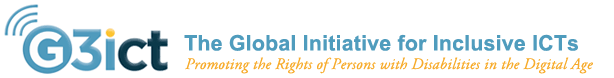 G3ict
The Global Initiative for Inclusive ICTs
Promoting the Rights of Persons with Disabilities in the Digital Age